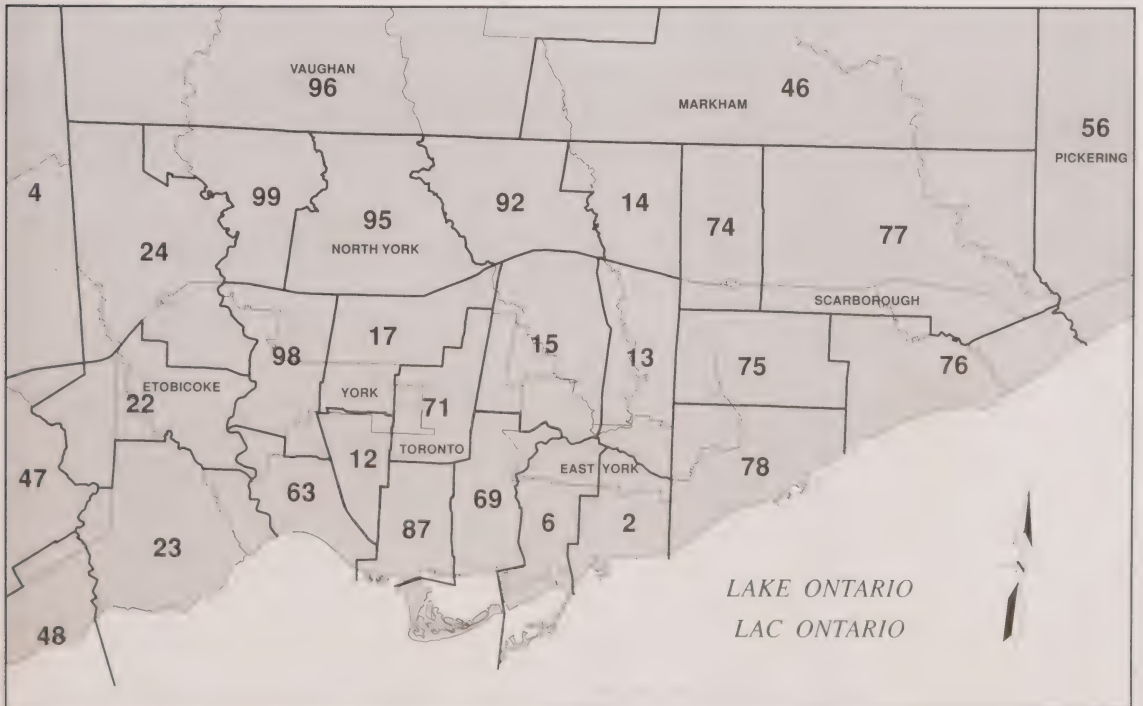 VAUGHAN
96
46
MARKHAM
56
PICKERING
4
99
95
NORTH YORK
92
14
74
77
24
SCARBOROUGH
17
15
13
98
75
76
ETOBICOKE
22
YORK
71
12
TORONTO
EAST YORK
78
47
63
69
6
2
87
23
48
LAKE ONTARIO
LAC ONTARIO